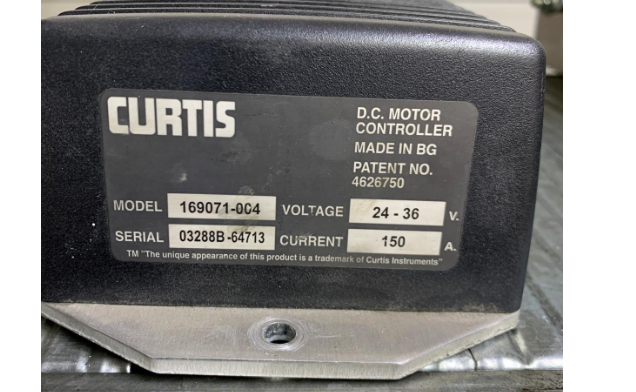 CURTIS
D.C. MOTOR
CONTROLLER
MADE IN BG
PATENT NO.
4626750
MODEL 169071-004 VOLTAGE 24 - 36 V.
SERIAL 03288B-64713 CURRENT 150 A.
TM "The unique appearance of this product is a trademark of Curtis Instruments"